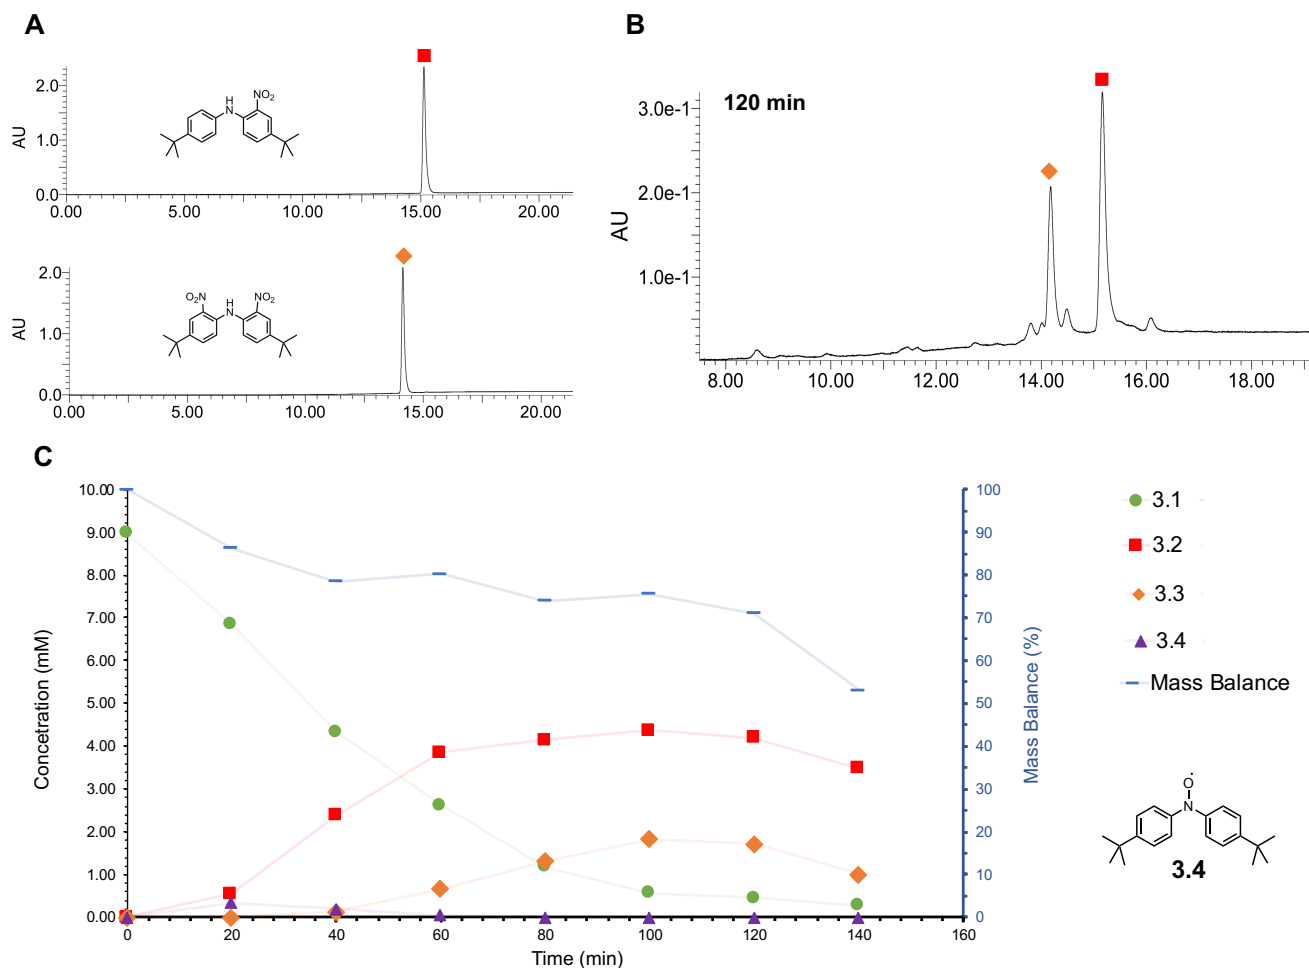 A
AU
2.0
1.0
0.0
H
N
NO2
0.00
5.00
10.00
15.00
20.00
AU
2.0
1.0
0.0
O2N
H
N
NO2
0.00
5.00
10.00
15.00
20.00
B
120 min
AU
3.0e-1
2.0e-1
1.0e-1
8.00
10.00
12.00
14.00
16.00
18.00
C
Concetration (mM)
10.00
9.00
8.00
7.00
6.00
5.00
4.00
3.00
2.00
1.00
0.00
0
20
40
60
80
100
120
140
160
Time (min)
100
90
80
70
60
50
40
30
20
10
0
Mass Balance (%)
3.1
3.2
3.3
3.4
Mass Balance
O·
N
3.4